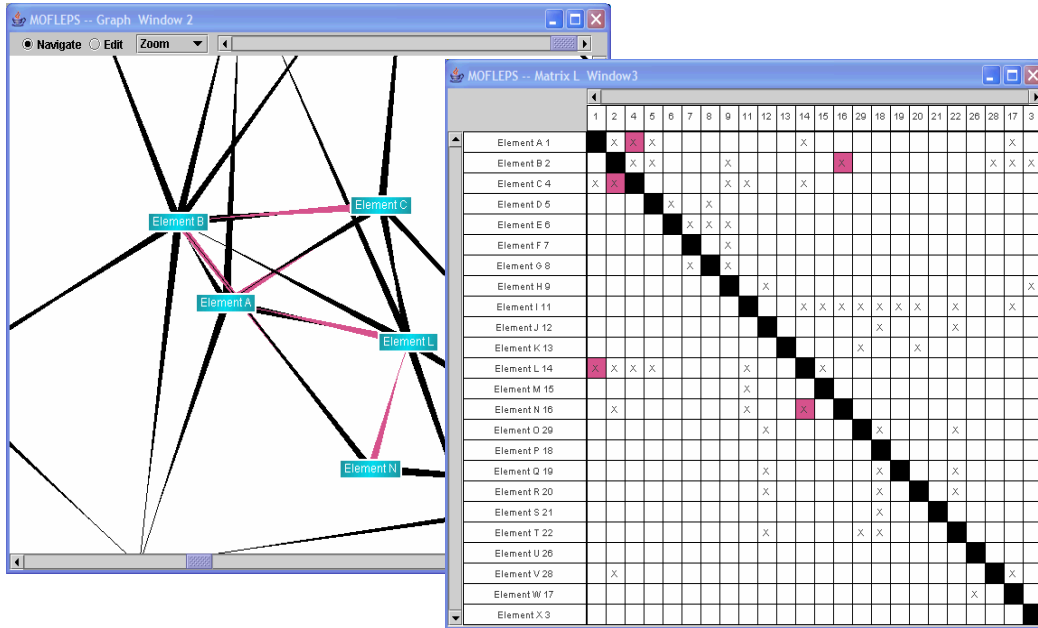 MOFLEPS -- Graph Window 2
Navigate Edit Zoom
Element B
Element C
Element A
Element L
Element N
MOFLEPS -- Matrix L Window3
1 2 4 5 6 7 8 9 11 12 13 14 15 16 29 18 19 20 21 22 26 28 17 3
Element A 1 X X X X X
Element B 2 X X X X X X X
Element C 4 X X X X X
Element D 5 X X
Element E 6 X X X
Element F 7 X
Element G 8 X X
Element H 9 X X
Element I 11 X X X X X X X X X
Element J 12 X X
Element K 13 X X
Element L 14 X X X X X X
Element M 15 X
Element N 16 X X X
Element O 29 X X X
Element P 18
Element Q 19 X X X
Element R 20 X X X
Element S 21 X
Element T 22 X X X
Element U 26
Element V 28 X X
Element W 17 X
Element X 3